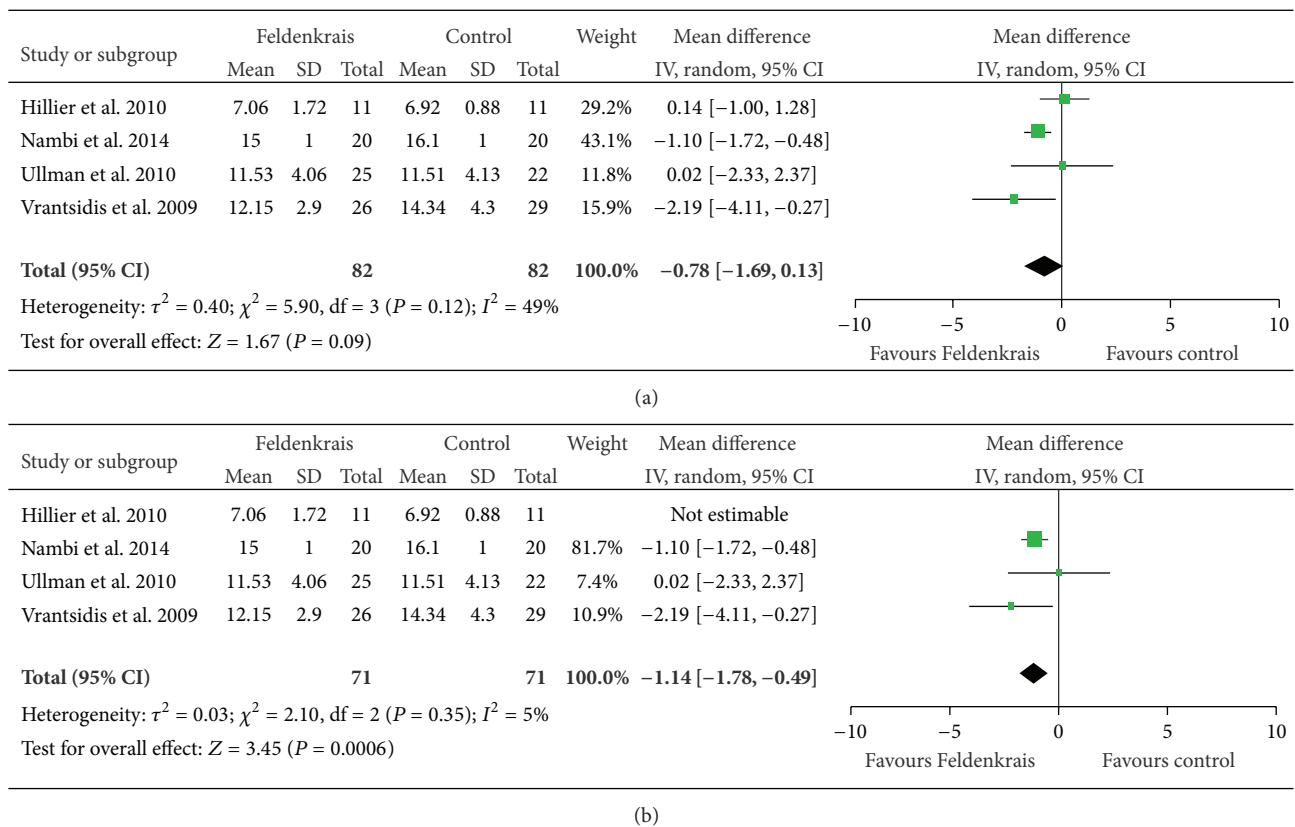 Study or subgroup Feldenkrais Control Weight Mean difference Mean difference
Mean SD Total Mean SD Total IV, random, 95% CI IV, random, 95% CI
Hillier et al. 2010 7.06 1.72 11 6.92 0.88 11 29.2% 0.14 [−1.00, 1.28]
Nambi et al. 2014 15 1 20 16.1 1 20 43.1% −1.10 [−1.72, −0.48]
Ullman et al. 2010 11.53 4.06 25 11.51 4.13 22 11.8% 0.02 [−2.33, 2.37]
Vrantsidis et al. 2009 12.15 2.9 26 14.34 4.3 29 15.9% −2.19 [−4.11, −0.27]
Total (95% CI) 82 82 100.0% −0.78 [−1.69, 0.13]
Heterogeneity: τ² = 0.40; χ² = 5.90, df = 3 (P = 0.12); I² = 49%
Test for overall effect: Z = 1.67 (P = 0.09)
−10 −5 0 5 10
Favours Feldenkrais Favours control
(a)
Study or subgroup Feldenkrais Control Weight Mean difference Mean difference
Mean SD Total Mean SD Total IV, random, 95% CI IV, random, 95% CI
Hillier et al. 2010 7.06 1.72 11 6.92 0.88 11 Not estimable
Nambi et al. 2014 15 1 20 16.1 1 20 81.7% −1.10 [−1.72, −0.48]
Ullman et al. 2010 11.53 4.06 25 11.51 4.13 22 7.4% 0.02 [−2.33, 2.37]
Vrantsidis et al. 2009 12.15 2.9 26 14.34 4.3 29 10.9% −2.19 [−4.11, −0.27]
Total (95% CI) 71 71 100.0% −1.14 [−1.78, −0.49]
Heterogeneity: τ² = 0.03; χ² = 2.10, df = 2 (P = 0.35); I² = 5%
Test for overall effect: Z = 3.45 (P = 0.0006)
−10 −5 0 5 10
Favours Feldenkrais Favours control
(b)